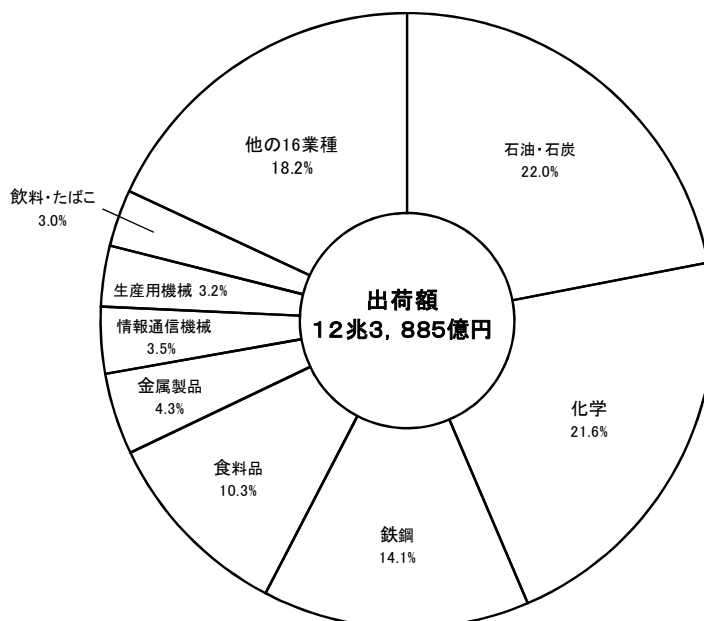 石油・石炭
22.0%
化学
21.6%
鉄鋼
14.1%
食料品
10.3%
金属製品
4.3%
情報通信機械
3.5%
生産用機械 3.2%
飲料・たばこ
3.0%
他の16業種
18.2%
出荷額
12兆3，885億円